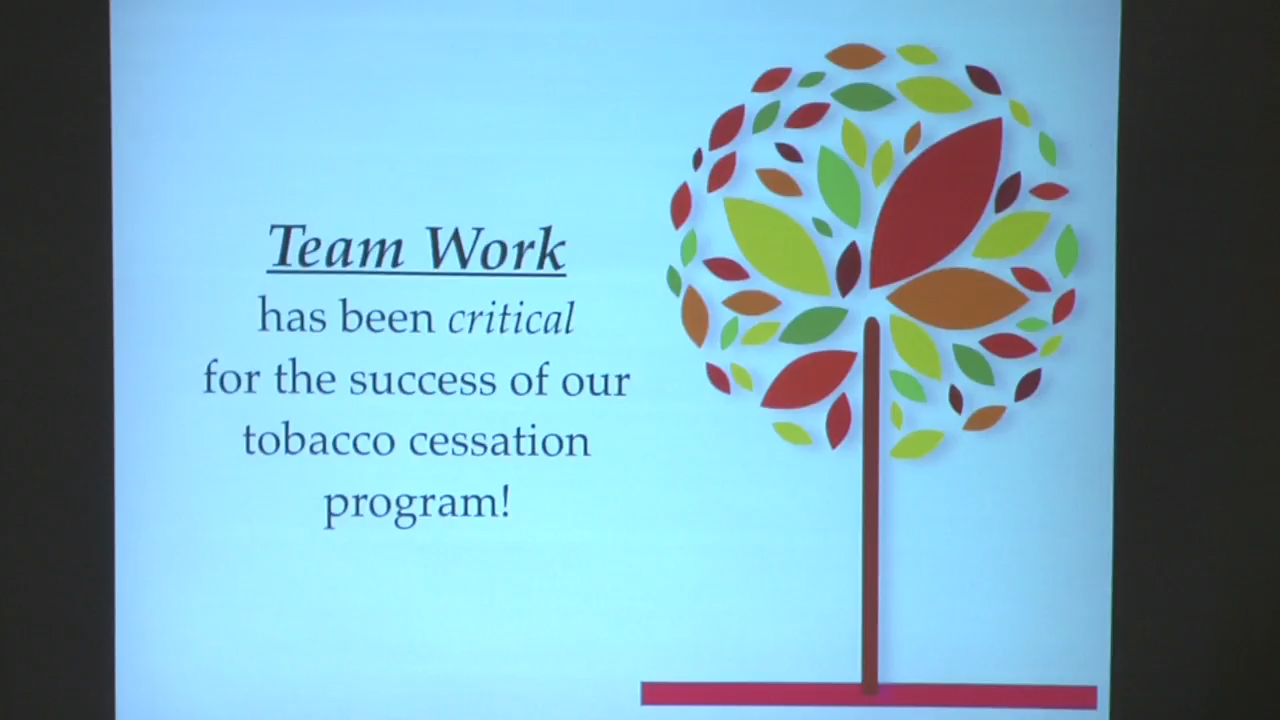 Team Work
has been critical
for the success of our
tobacco cessation
program!